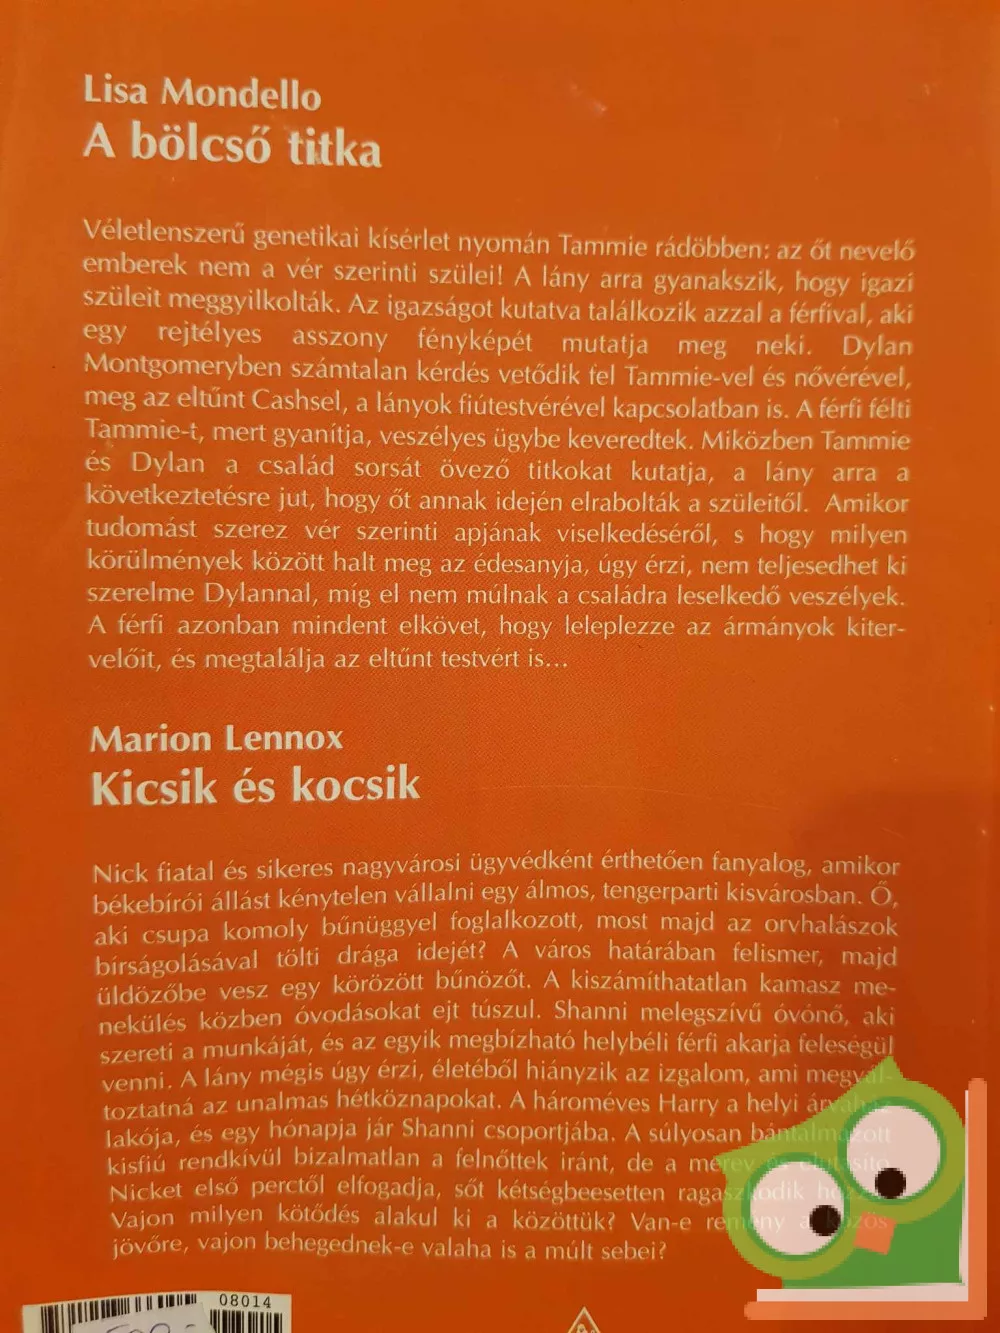 Lisa Mondello
A bölcső titka
Véletlenszerű genetikai kísérlet nyomán Tammie rádöbben: az őt nevelő
emberek nem a vér szerinti szülei! A lány arra gyanakszik, hogy igazi
szüleit meggyilkolták. Az igazságot kutatva találkozik azzal a férfival, aki
egy rejtélyes asszony fényképét mutatja meg neki. Dylan
Montgomeryben számtalan kérdés vetődik fel Tammie-vel és nővérével,
meg az eltűnt Cashsel, a lányok fiútestvérével kapcsolatban is. A férfi félti
Tammie-t, mert gyanítja, veszélyes ügybe keveredtek. Miközben Tammie
és Dylan a család sorsát övező titkokat kutatja, a lány arra a
következtetésre jut, hogy őt annak idején elrabolták a szüleitől. Amikor
tudomást szerez vér szerinti apjának viselkedéséről, s hogy milyen
körülmények között halt meg az édesanyja, úgy érzi, nem teljesedhet ki
szerelme Dylannal, míg el nem múlnak a családra leselkedő veszélyek.
A férfi azonban mindent elkövet, hogy leleplezze az ármányok kiter-
velőit, és megtalálja az eltűnt testvért is...
Marion Lennox
Kicsik és kocsik
Nick fiatal és sikeres nagyvárosi ügyvédként érthetően fanyalog, amikor
békebírói állást kénytelen vállalni egy álmos, tengerparti kisvárosban. Ő,
aki csupa komoly bűnüggyel foglalkozott, most majd az orvhalászok
bírságolásával tölti drága idejét? A város határában felismer, majd
üldözőbe vesz egy körözött bűnözőt. A kiszámíthatatlan kamasz me-
nekülés közben óvodásokat ejt túszul. Shanni melegszívű óvónő, aki
szereti a munkáját, és az egyik megbízható helybéli férfi akarja feleségül
venni. A lány mégis úgy érzi, életéből hiányzik az izgalom, ami megvál-
toztatná az unalmas hétköznapokat. A hároméves Harry a helyi árvaház
lakója, és egy hónapja jár Shanni csoportjába. A súlyosan bántalmazott
kisfiú rendkívül bizalmatlan a felnőttek iránt, de a merev és elutasító
Nicket első perctől elfogadja, sőt kétségbeesetten ragaszkodik hozzá.
Vajon milyen kötődés alakul ki a közöttük? Van-e remény a közös
jövőre, vajon behegednek-e valaha is a múlt sebei?
08014